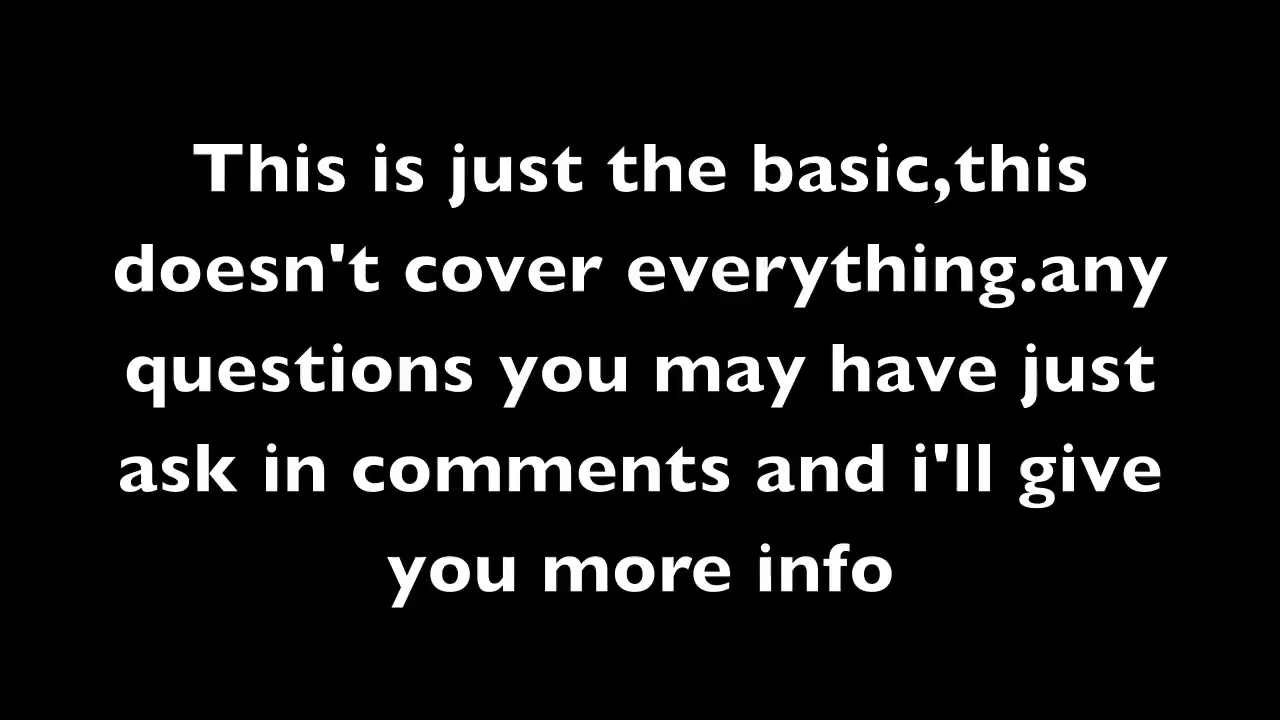 This is just the basic,this
doesn't cover everything.any
questions you may have just
ask in comments and i'll give
you more info